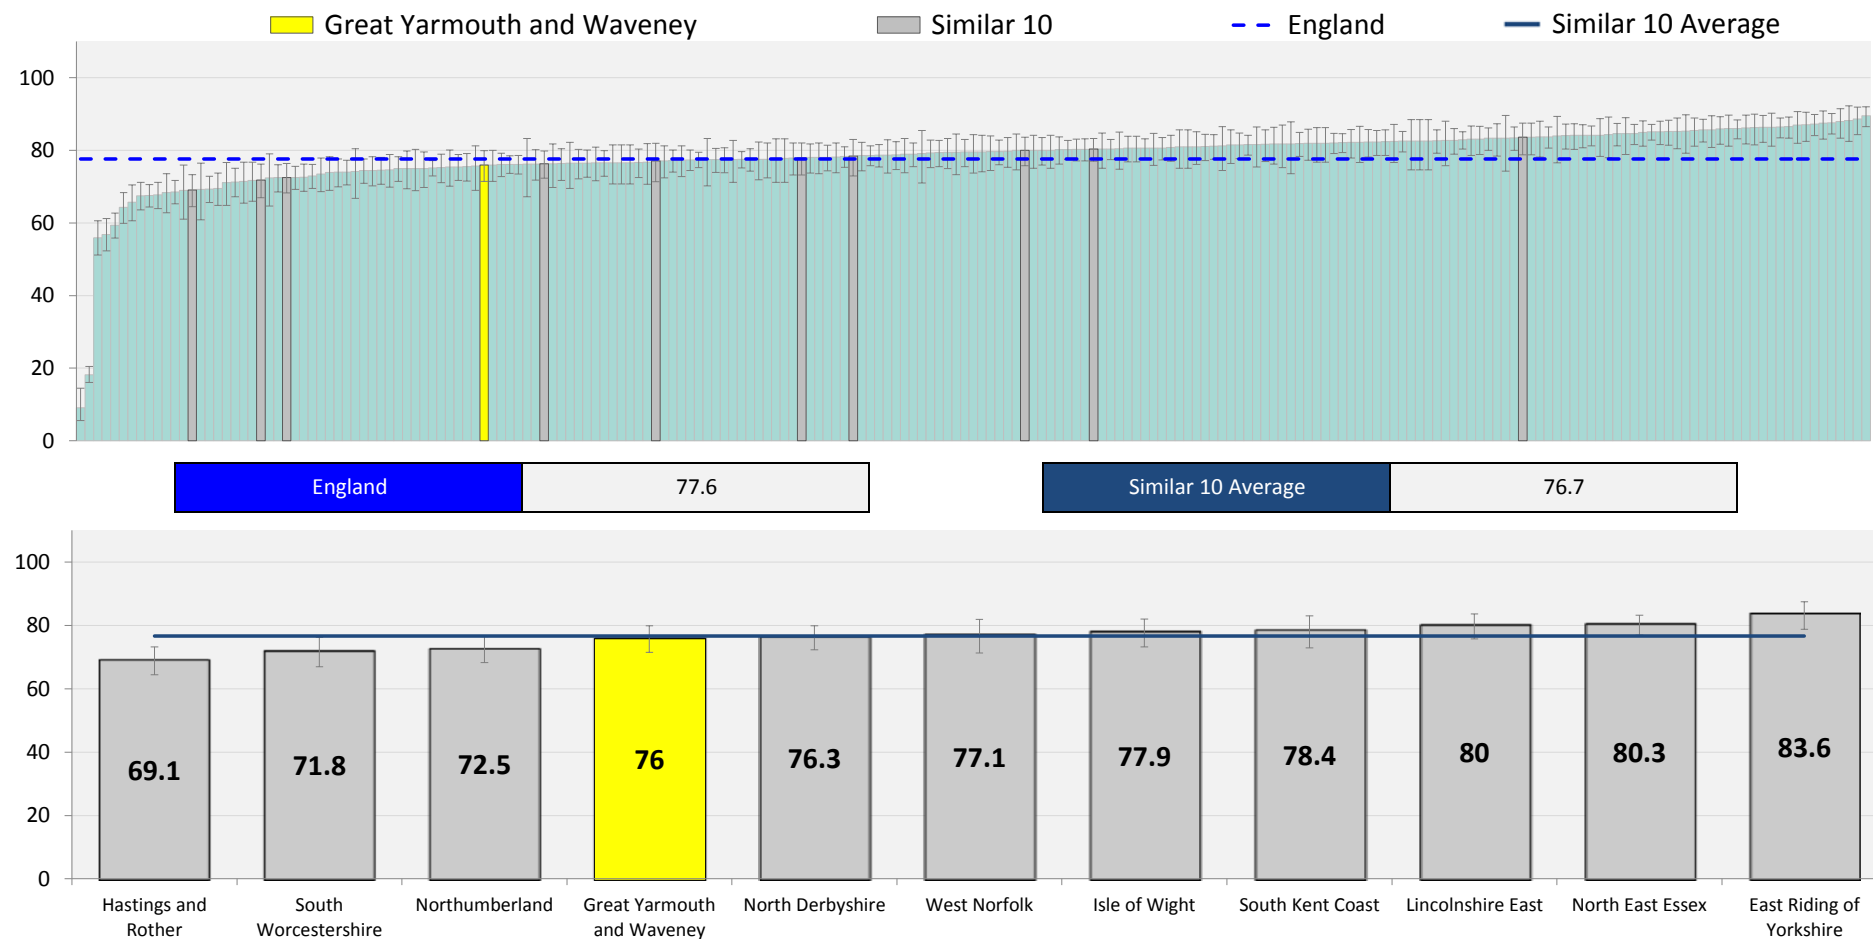 Great Yarmouth and Waveney Similar 10 England Similar 10 Average
100
80
60
40
20
0
England 77.6 Similar 10 Average 76.7
100
80
60
40
20
0
69.1 71.8 72.5 76 76.3 77.1 77.9 78.4 80 80.3 83.6
Hastings and Rother
South Worcestershire
Northumberland
Great Yarmouth and Waveney
North Derbyshire
West Norfolk
Isle of Wight
South Kent Coast
Lincolnshire East
North East Essex
East Riding of Yorkshire